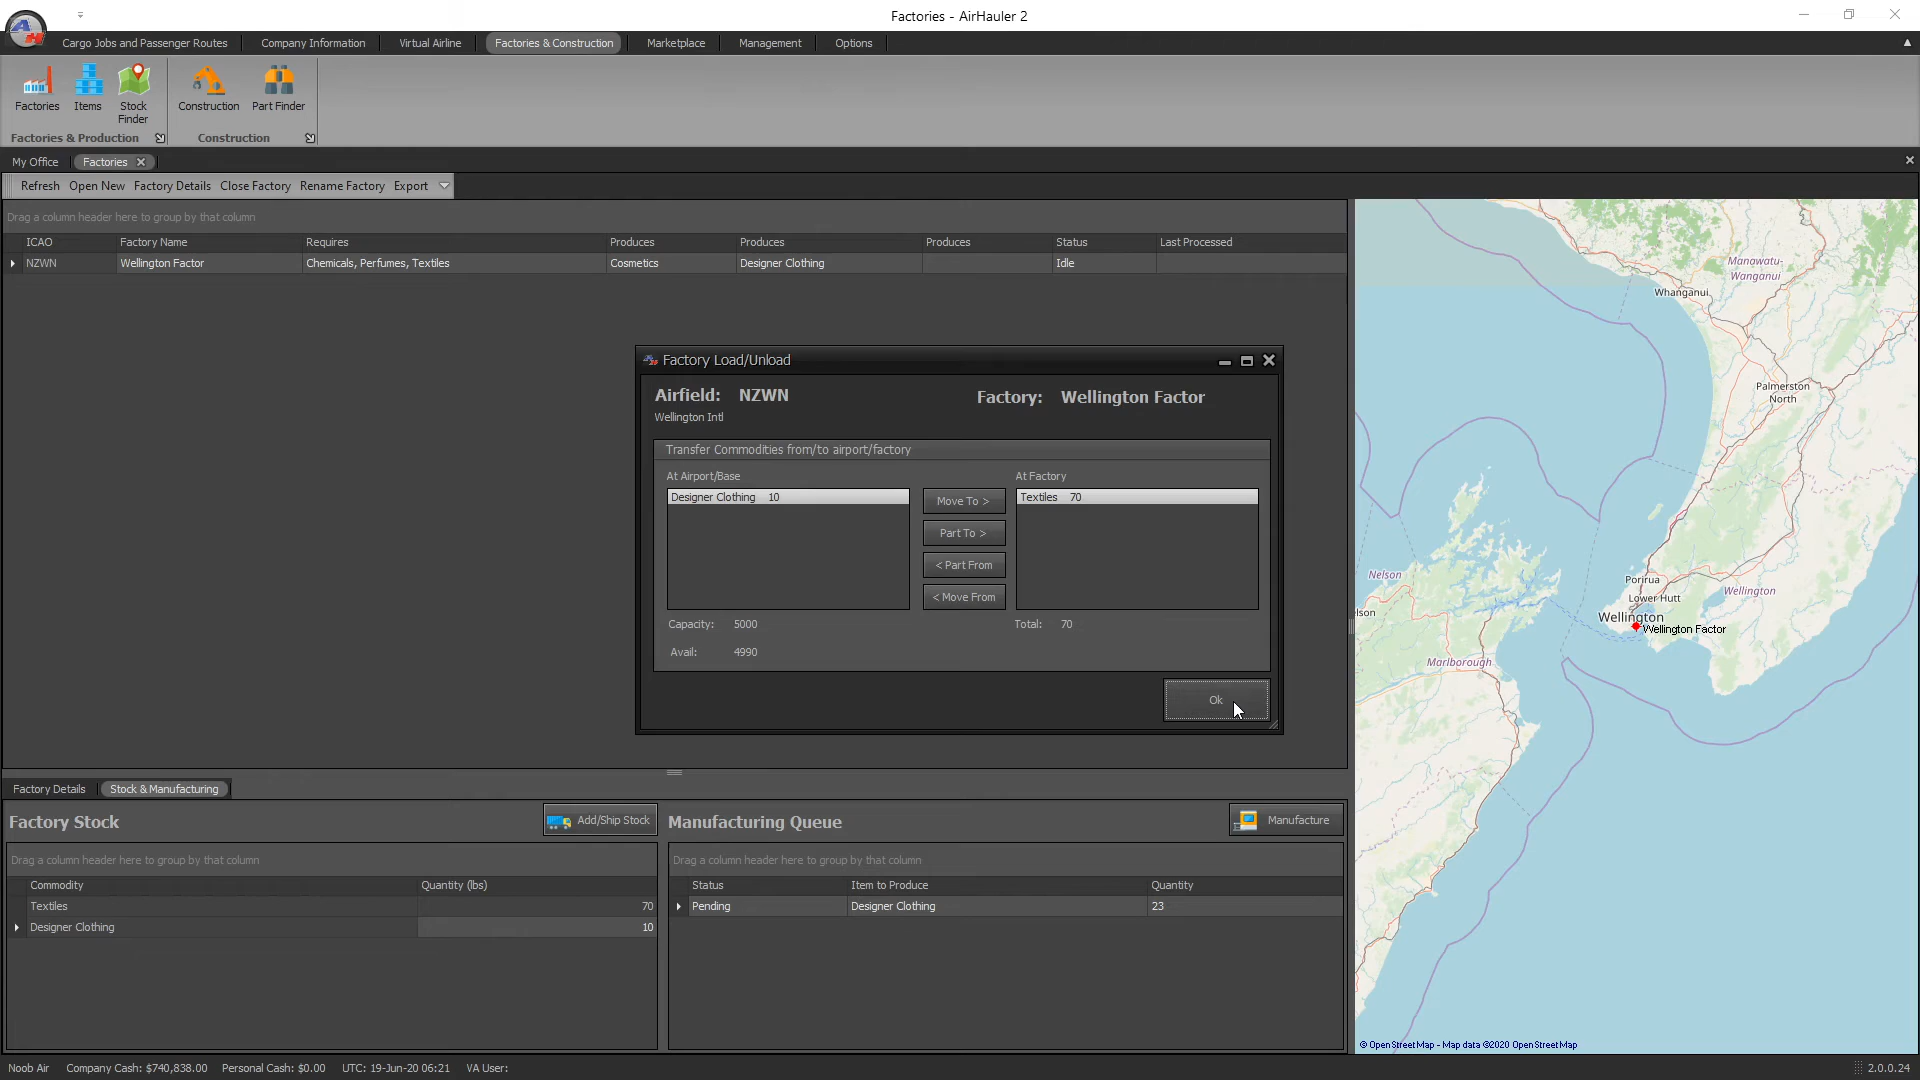 Factories - AirHauler 2
Cargo Jobs and Passenger Routes Company Information Virtual Airline Factories & Construction Marketplace Management Options
Factories Items Stock Finder Construction Part Finder
Factories & Production Construction
My Office Factories
Refresh Open New Factory Details Close Factory Rename Factory Export
Drag a column header here to group by that column
ICAO Factory Name Requires Produces Produces Produces Status Last Processed
NZWN Wellington Factor Chemicals, Perfumes, Textiles Cosmetics Designer Clothing Idle
Factory Load/Unload
Airfield: NZWN Factory: Wellington Factor
Wellington Intl
Transfer Commodities from/to airport/factory
At Airport/Base At Factory
Designer Clothing 10 Move To > Textiles 70
Part To >
< Part From
< Move From
Capacity: 5000 Total: 70
Avail: 4990
Ok
Manawatu-
Wanganui
Whanganui
Palmerston
North
Nelson
lson
Porirua
Lower Hutt
Wellington
Wellington
Wellington Factor
Marlborough
© OpenStreetMap - Map data ©2020 OpenStreetMap
Factory Details Stock & Manufacturing
Factory Stock Add/Ship Stock Manufacturing Queue Manufacture
Drag a column header here to group by that column Drag a column header here to group by that column
Commodity Quantity (lbs) Status Item to Produce Quantity
Textiles 70 Pending Designer Clothing 23
Designer Clothing 10
Noob Air Company Cash: $740,838.00 Personal Cash: $0.00 UTC: 19-Jun-20 06:21 VA User: 2.0.0.24